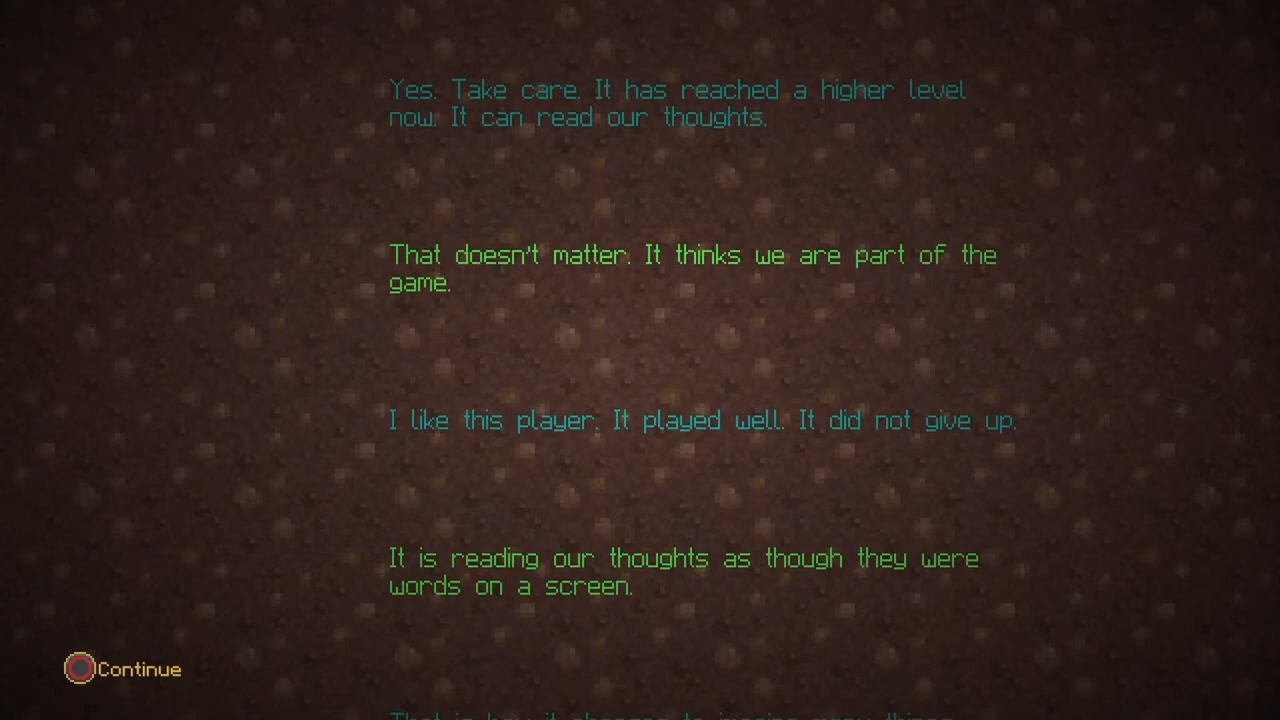 Yes. Take care. It has reached a higher level
now. It can read our thoughts.
That doesn't matter. It thinks we are part of the
game.
I like this player. It played well. It did not give up.
It is reading our thoughts as though they were
words on a screen.
Continue